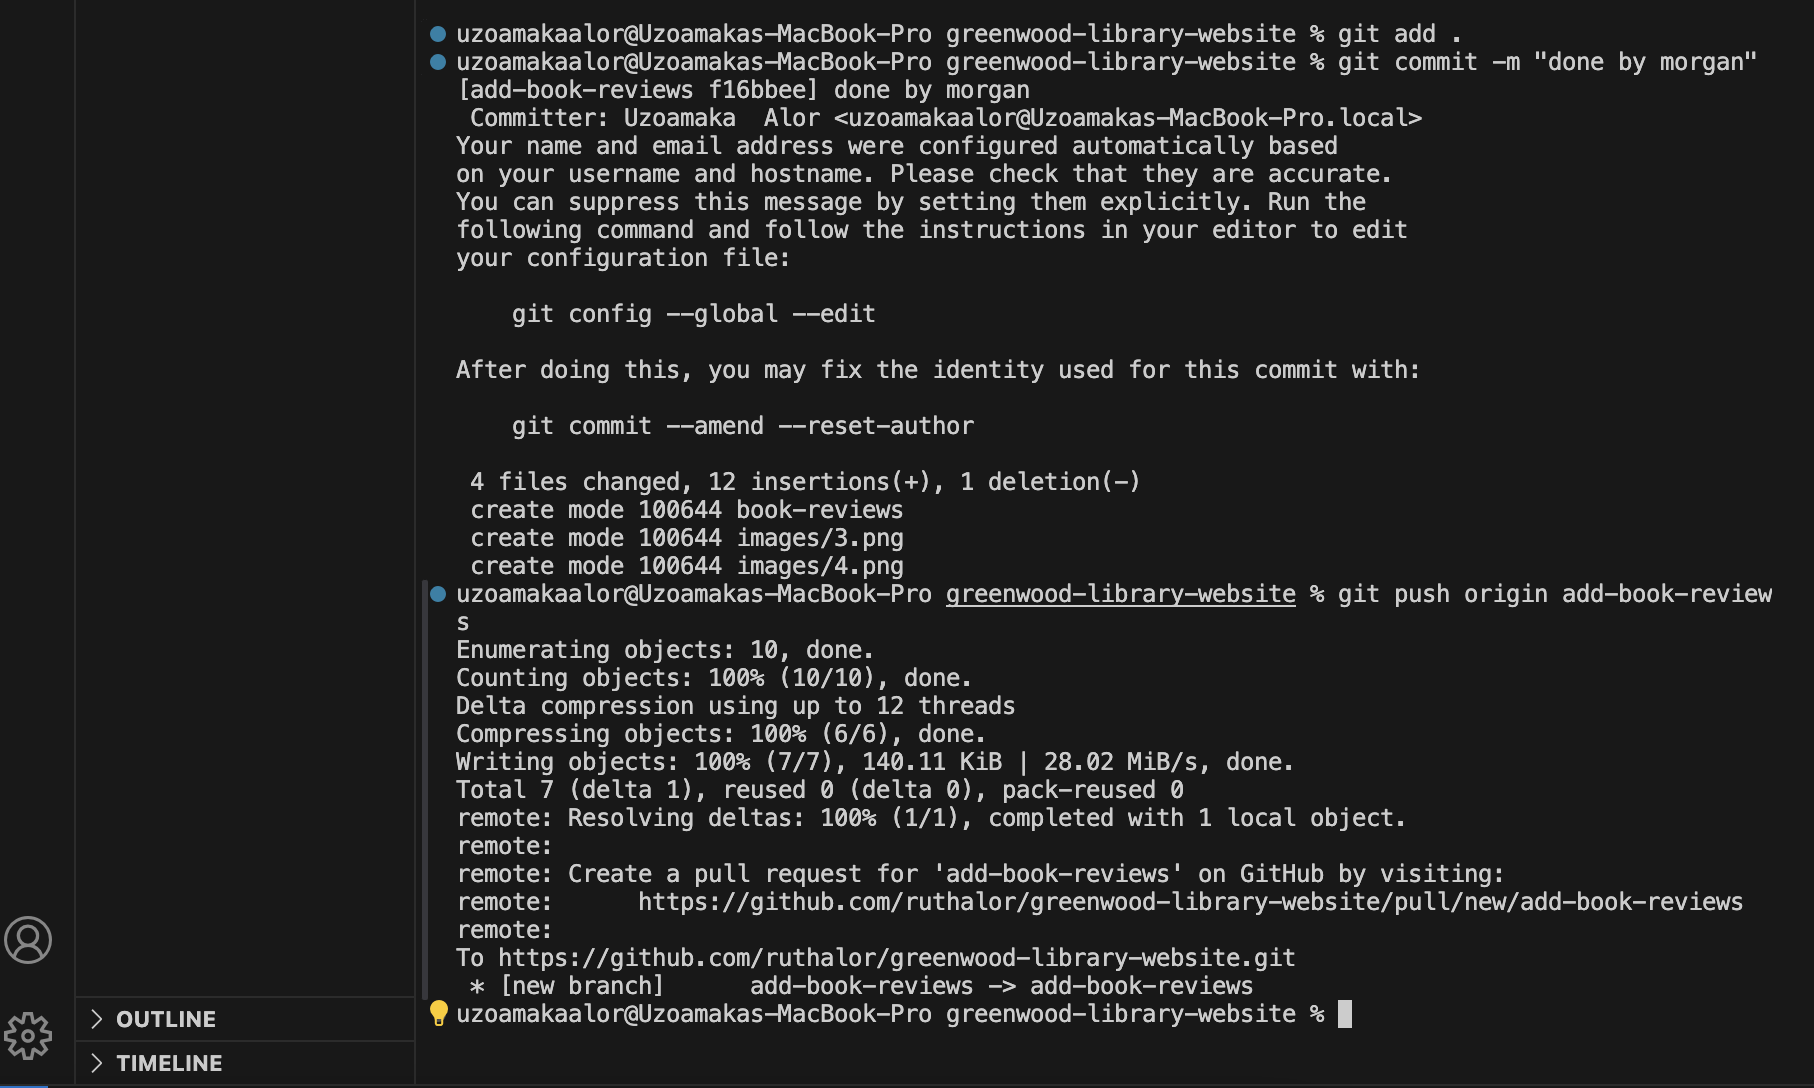 uzoamakaalor@Uzoamakas-MacBook-Pro greenwood-library-website % git add .
uzoamakaalor@Uzoamakas-MacBook-Pro greenwood-library-website % git commit -m "done by morgan"
[add-book-reviews f16bbee] done by morgan
 Committer: Uzoamaka  Alor <uzoamakaalor@Uzoamakas-MacBook-Pro.local>
Your name and email address were configured automatically based
on your username and hostname. Please check that they are accurate.
You can suppress this message by setting them explicitly. Run the
following command and follow the instructions in your editor to edit
your configuration file:

    git config --global --edit

After doing this, you may fix the identity used for this commit with:

    git commit --amend --reset-author

 4 files changed, 12 insertions(+), 1 deletion(-)
 create mode 100644 book-reviews
 create mode 100644 images/3.png
 create mode 100644 images/4.png
uzoamakaalor@Uzoamakas-MacBook-Pro greenwood-library-website % git push origin add-book-review
s
Enumerating objects: 10, done.
Counting objects: 100% (10/10), done.
Delta compression using up to 12 threads
Compressing objects: 100% (6/6), done.
Writing objects: 100% (7/7), 140.11 KiB | 28.02 MiB/s, done.
Total 7 (delta 1), reused 0 (delta 0), pack-reused 0
remote: Resolving deltas: 100% (1/1), completed with 1 local object.
remote:
remote: Create a pull request for 'add-book-reviews' on GitHub by visiting:
remote:      https://github.com/ruthalor/greenwood-library-website/pull/new/add-book-reviews
remote:
To https://github.com/ruthalor/greenwood-library-website.git
 * [new branch]      add-book-reviews -> add-book-reviews
uzoamakaalor@Uzoamakas-MacBook-Pro greenwood-library-website %
OUTLINE
TIMELINE